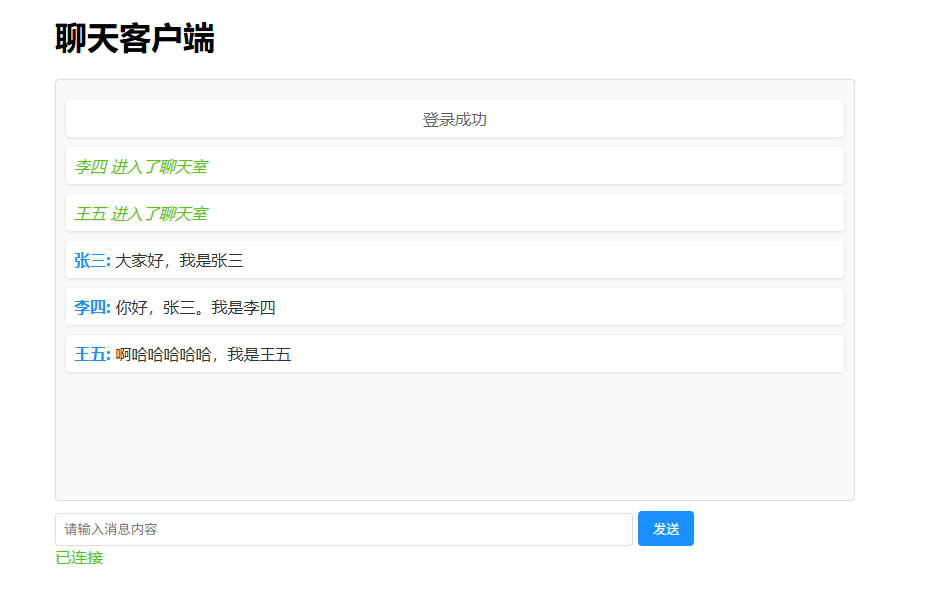 聊天客户端
登录成功
李四 进入了聊天室
王五 进入了聊天室
张三: 大家好，我是张三
李四: 你好，张三。我是李四
王五: 啊哈哈哈哈哈，我是王五
请输入消息内容
发送
已连接